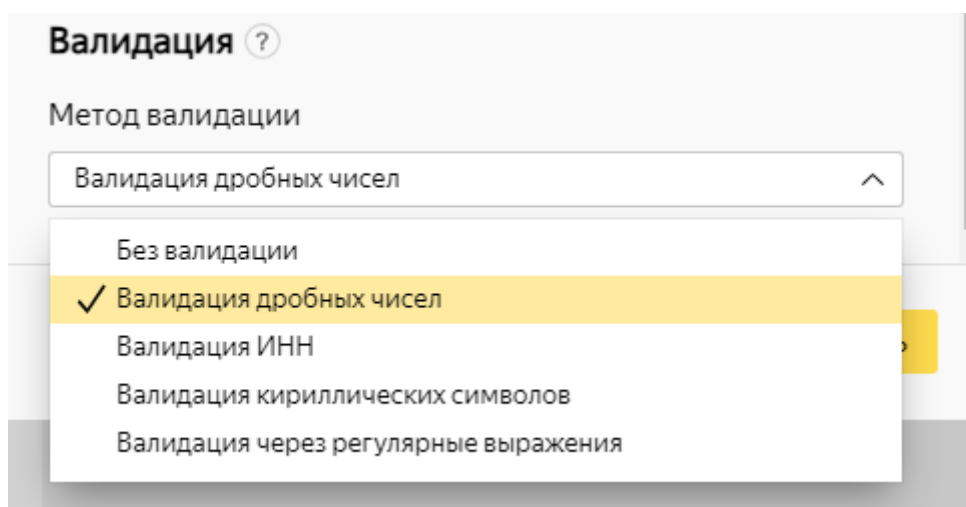 Валидация ?
Метод валидации
Валидация дробных чисел
Без валидации
Валидация дробных чисел
Валидация ИНН
Валидация кириллических символов
Валидация через регулярные выражения